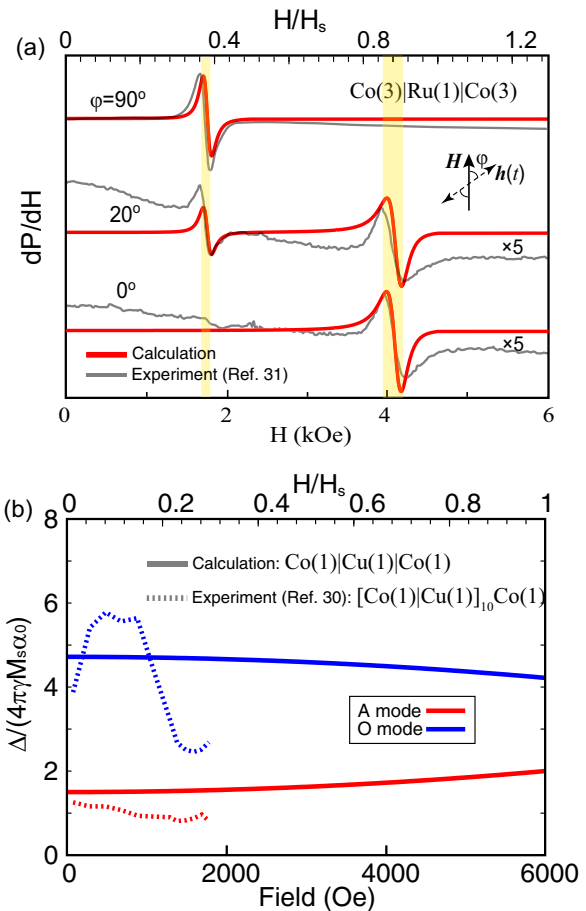 (a)
H/Hₛ
0 0.4 0.8 1.2
φ=90º
Co(3)|Ru(1)|Co(3)
H φ
h(t)
20º
×5
0º
×5
Calculation
Experiment (Ref. 31)
dP/dH
0 2 4 6
H (kOe)
(b)
H/Hₛ
0 0.2 0.4 0.6 0.8 1
8
6
4
2
0
Calculation: Co(1)|Cu(1)|Co(1)
Experiment (Ref. 30): [Co(1)|Cu(1)]₁₀Co(1)
A mode
O mode
Δ/(4πγMₛα₀)
0 2000 4000 6000
Field (Oe)